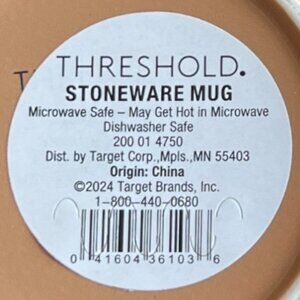 THRESHOLD.
STONEWARE MUG
Microwave Safe – May Get Hot in Microwave
Dishwasher Safe
200 01 4750
Dist. by Target Corp.,Mpls.,MN 55403
Origin: China
©2024 Target Brands, Inc.
1-800-440-0680
0 41604 36103 6